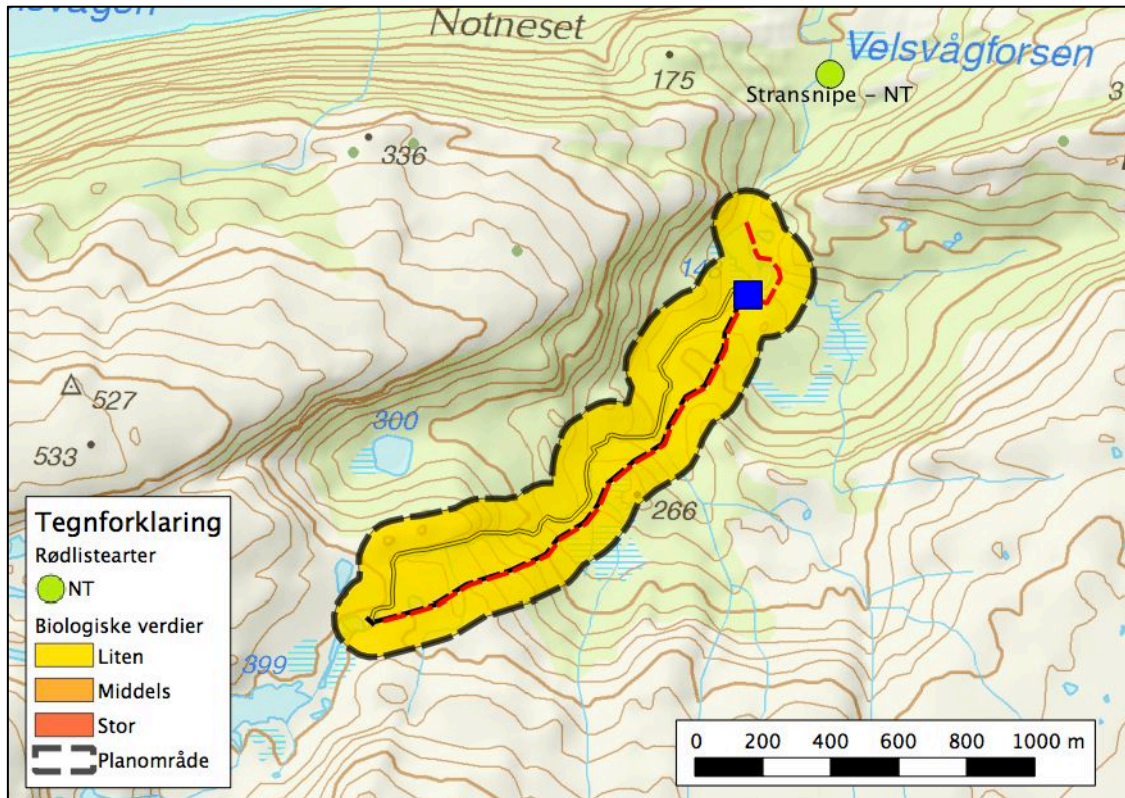 Notneset
Velsvågforsen
175
Stransnipe – NT
336
527
300
533
266
399
Tegnforklaring
Rødlistearter
NT
Biologiske verdier
Liten
Middels
Stor
Planområde
0 200 400 600 800 1000 m